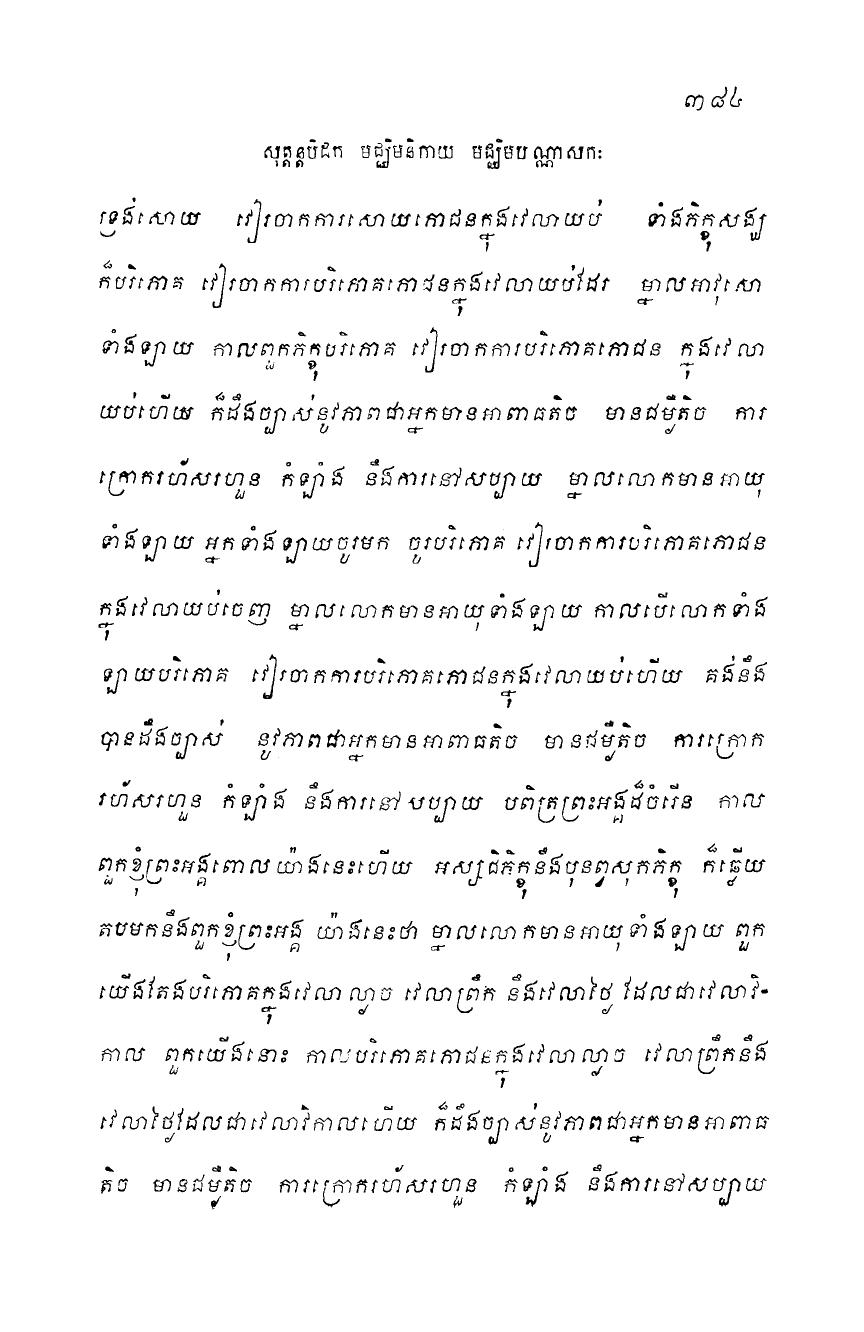 ៣៨៤
សុត្តន្តបិដក មជ្ឈិមនិកាយ មជ្ឈិមបណ្ណាសកៈ
ទ្រង់សោយ វៀរចាកការសោយភោជនក្នុងវេលាយប់ ទាំងភិក្ខុសង្ឃ
ក៏បរិភោគ វៀរចាកការបរិភោគភោជនក្នុងវេលាយប់ដែរ ម្នាលអាវុសោ
ទាំងឡាយ កាលពួកភិក្ខុបរិភោគ វៀរចាកការបរិភោគភោជន ក្នុងវេលា
យប់ហើយ ក៏ដឹងច្បាស់នូវភាពជាអ្នកមានអាពាធតិច មានជម្ងឺតិច ការ
ក្រោករហ័សរហួន កំឡាំង នឹងការនៅសប្បាយ ម្នាលលោកមានអាយុ
ទាំងឡាយ អ្នកទាំងឡាយចូរមក ចូរបរិភោគ វៀរចាកការបរិភោគភោជន
ក្នុងវេលាយប់ចេញ ម្នាលលោកមានអាយុទាំងឡាយ កាលបើលោកទាំង
ឡាយបរិភោគ វៀរចាកការបរិភោគភោជនក្នុងវេលាយប់ហើយ គង់នឹង
បានដឹងច្បាស់ នូវភាពជាអ្នកមានអាពាធតិច មានជម្ងឺតិច ការក្រោក
រហ័សរហួន កំឡាំង នឹងការនៅសប្បាយ បពិត្រព្រះអង្គដ៏ចំរើន កាល
ពួកខ្ញុំព្រះអង្គពោលយ៉ាងនេះហើយ អស្សជិភិក្ខុនឹងបុនព្វសុកភិក្ខុ ក៏ធ្វើយ
តបមកនឹងពួកខ្ញុំព្រះអង្គ យ៉ាងនេះថា ម្នាលលោកមានអាយុទាំងឡាយ ពួក
យើងតែងបរិភោគក្នុងវេលាល្ងាច វេលាព្រឹក នឹងវេលាថ្ងៃ ដែលជាវេលាវិ-
កាល ពួកយើងនោះ កាលបរិភោគភោជនក្នុងវេលាល្ងាច វេលាព្រឹកនឹង
វេលាថ្ងៃដែលជាវេលាវិកាលហើយ ក៏ដឹងច្បាស់នូវភាពជាអ្នកមានអាពាធ
តិច មានជម្ងឺតិច ការក្រោករហ័សរហួន កំឡាំង នឹងការនៅសប្បាយ